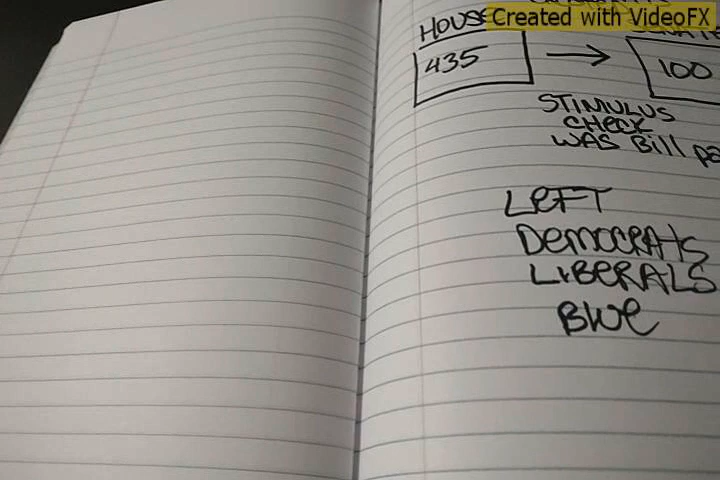 Created with VideoFX
HOUSE
435
100
STIMULUS
CHECK
WAS Bill
LeFT
DemocRAts
LIBERALS
Blue